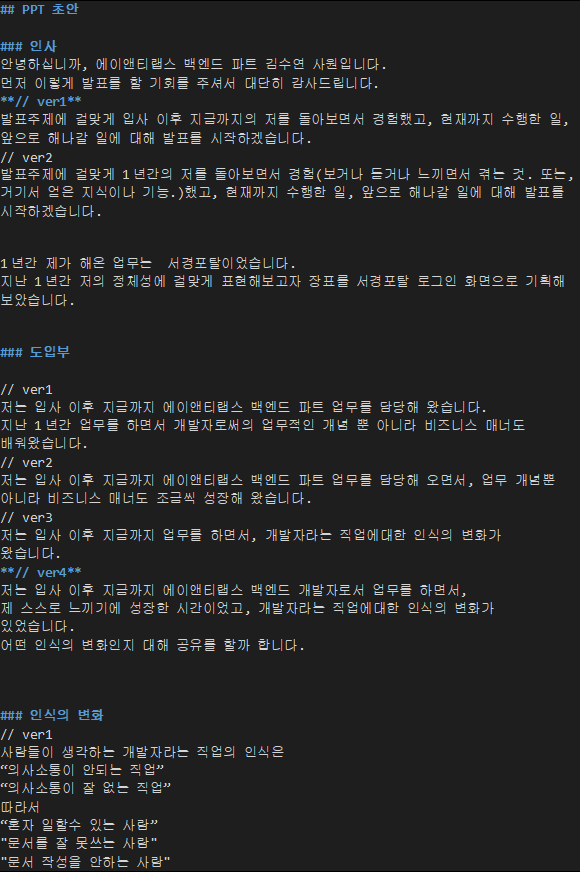 ## PPT 초안
### 인사
안녕하십니까, 에이앤티랩스 백엔드 파트 김수연 사원입니다.
먼저 이렇게 발표를 할 기회를 주셔서 대단히 감사드립니다.
**// ver1**
발표주제에 걸맞게 입사 이후 지금까지의 저를 돌아보면서 경험했고, 현재까지 수행한 일,
앞으로 해나갈 일에 대해 발표를 시작하겠습니다.
// ver2
발표주제에 걸맞게 1년간의 저를 돌아보면서 경험(보거나 듣거나 느끼면서 겪는 것. 또는,
거기서 얻은 지식이나 기능.)했고, 현재까지 수행한 일, 앞으로 해나갈 일에 대해 발표를
시작하겠습니다.
1년간 제가 해온 업무는  서경포탈이었습니다.
지난 1년간 저의 정체성에 걸맞게 표현해보고자 장표를 서경포탈 로그인 화면으로 기획해
보았습니다.
### 도입부
// ver1
저는 입사 이후 지금까지 에이앤티랩스 백엔드 파트 업무를 담당해 왔습니다.
지난 1년간 업무를 하면서 개발자로써의 업무적인 개념 뿐 아니라 비즈니스 매너도
배워왔습니다.
// ver2
저는 입사 이후 지금까지 에이앤티랩스 백엔드 파트 업무를 담당해 오면서, 업무 개념뿐
아니라 비즈니스 매너도 조금씩 성장해 왔습니다.
// ver3
저는 입사 이후 지금까지 업무를 하면서, 개발자라는 직업에대한 인식의 변화가
왔습니다.
**// ver4**
저는 입사 이후 지금까지 에이앤티랩스 백엔드 개발자로서 업무를 하면서,
제 스스로 느끼기에 성장한 시간이었고, 개발자라는 직업에대한 인식의 변화가
있었습니다.
어떤 인식의 변화인지 대해 공유를 할까 합니다.
### 인식의 변화
// ver1
사람들이 생각하는 개발자라는 직업의 인식은
“의사소통이 안되는 직업”
“의사소통이 잘 없는 직업”
따라서
“혼자 일할수 있는 사람”
"문서를 잘 못쓰는 사람"
"문서 작성을 안하는 사람"